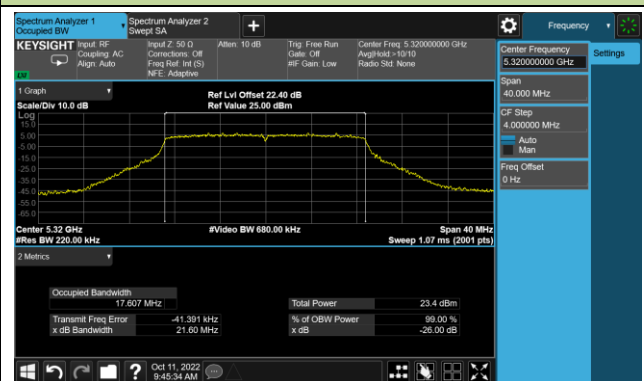 Spectrum Analyzer 1
Occupied BW
Spectrum Analyzer 2
Swept SA
+
Frequency
KEYSIGHT
Input: RF
Coupling: AC
Align: Auto
Input Z: 50 Ω
Corrections: Off
Freq Ref: Int (S)
NFE: Adaptive
Atten: 10 dB
Trig: Free Run
Gate: Off
#IF Gain: Low
Center Freq: 5.320000000 GHz
Avg|Hold:>10/10
Radio Std: None
Center Frequency
5.320000000 GHz
Settings
Span
40.000 MHz
CF Step
4.000000 MHz
Auto
Man
Freq Offset
0 Hz
1 Graph
Scale/Div 10.0 dB
Ref Lvl Offset 22.40 dB
Ref Value 25.00 dBm
Log
15.0
5.00
-5.00
-15.0
-25.0
-35.0
-45.0
-55.0
-65.0
Center 5.32 GHz
#Res BW 220.00 kHz
#Video BW 680.00 kHz
Span 40 MHz
Sweep 1.07 ms (2001 pts)
2 Metrics
Occupied Bandwidth
17.607 MHz
Total Power 23.4 dBm
Transmit Freq Error -41.391 kHz
% of OBW Power 99.00 %
x dB Bandwidth 21.60 MHz
x dB -26.00 dB
?
Oct 11, 2022
9:45:34 AM